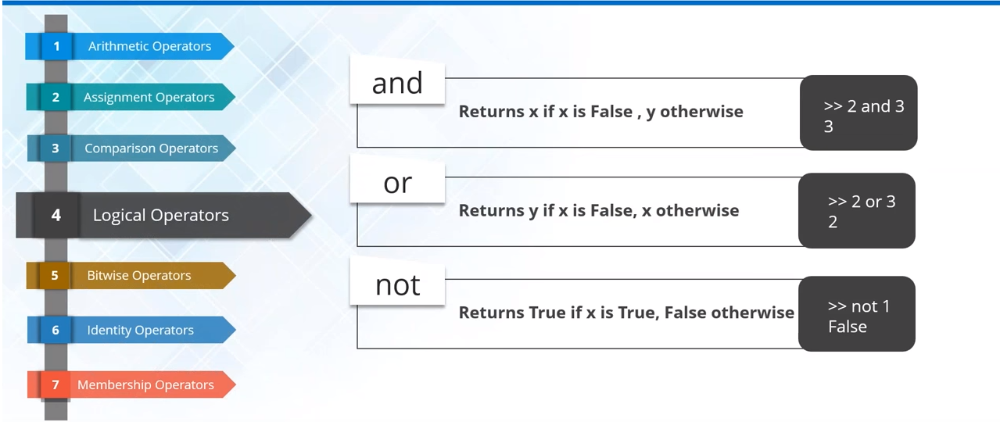 1 Arithmetic Operators
2 Assignment Operators
3 Comparison Operators
4 Logical Operators
5 Bitwise Operators
6 Identity Operators
7 Membership Operators
and
Returns x if x is False , y otherwise
>> 2 and 3
3
or
Returns y if x is False, x otherwise
>> 2 or 3
2
not
Returns True if x is True, False otherwise
>> not 1
False